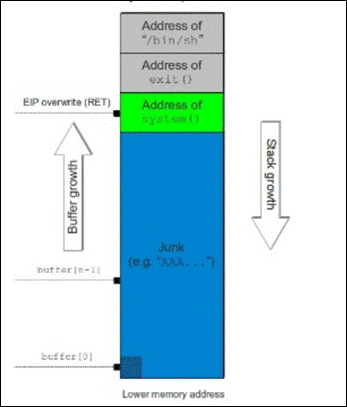 Address of
"/bin/sh"
Address of
exit()
EIP overwrite (RET)
Address of
system()
Buffer growth
Stack growth
Junk
(e.g. "AAA...")
buffer[n-1]
buffer[0]
Lower memory address